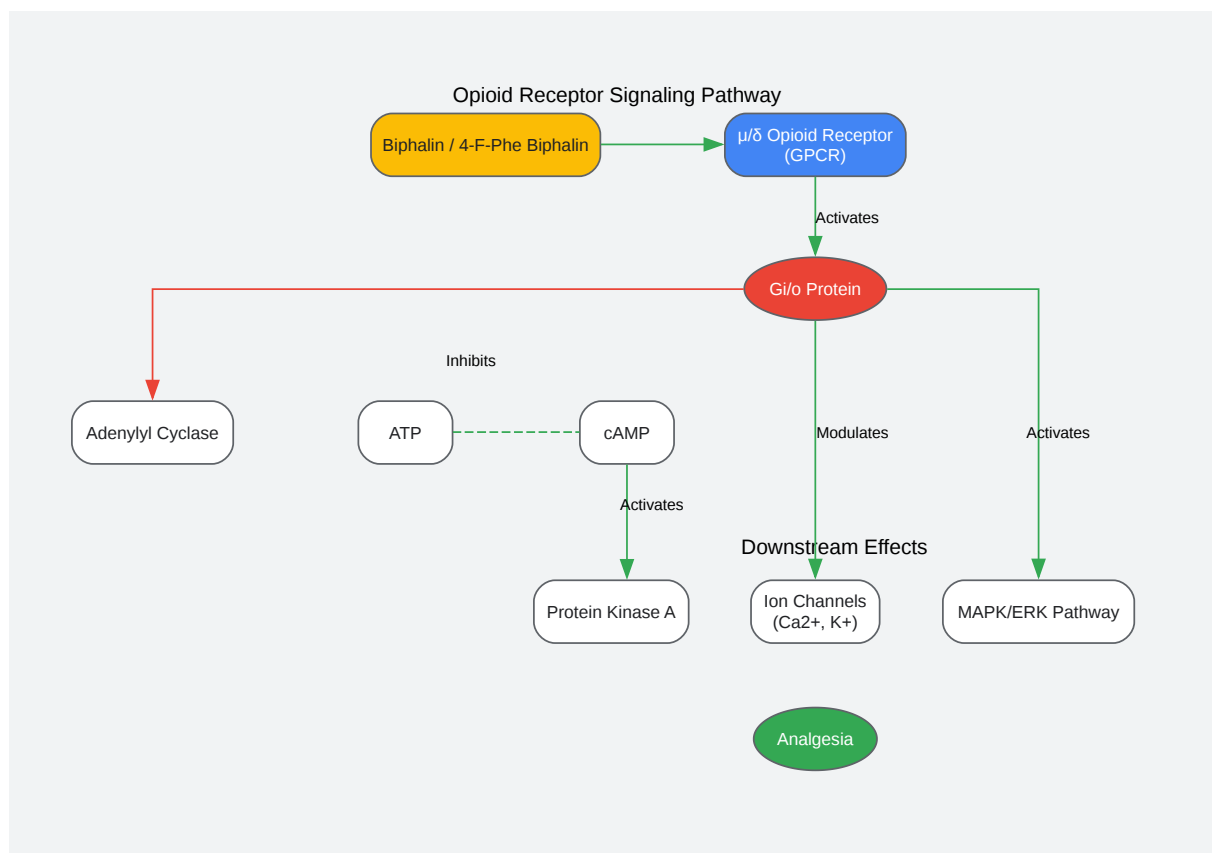 Opioid Receptor Signaling Pathway
Biphalin / 4-F-Phe Biphalin
μ/δ Opioid Receptor
(GPCR)
Activates
Gi/o Protein
Inhibits
Adenylyl Cyclase
ATP
cAMP
Modulates
Activates
Activates
Downstream Effects
Protein Kinase A
Ion Channels
(Ca2+, K+)
MAPK/ERK Pathway
Analgesia